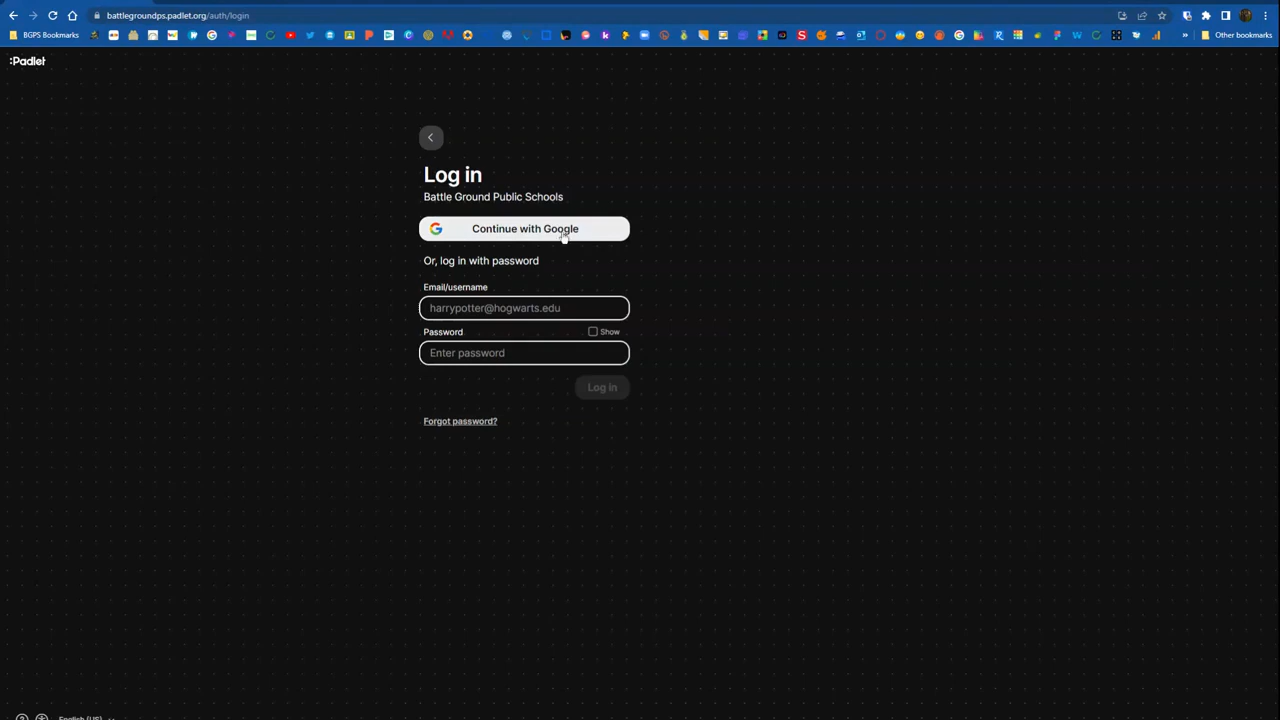 battlegroundps.padlet.org/auth/login
BGPS Bookmarks
Other bookmarks
:Padlet
Log in
Battle Ground Public Schools
Continue with Google
Or, log in with password
Email/username
harrypotter@hogwarts.edu
Password
Show
Enter password
Log in
Forgot password?
English (US)